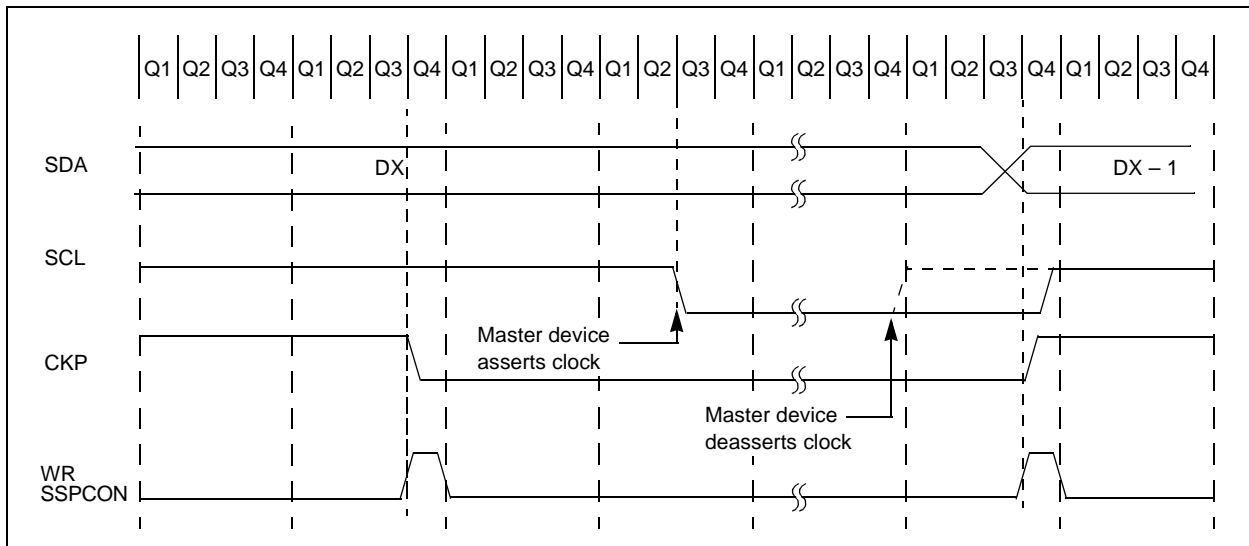 Q1 Q2 Q3 Q4 Q1 Q2 Q3 Q4 Q1 Q2 Q3 Q4 Q1 Q2 Q3 Q4 Q1 Q2 Q3 Q4 Q1 Q2 Q3 Q4 Q1 Q2 Q3 Q4
SDA
DX
DX – 1
SCL
Master device
asserts clock
CKP
Master device
deasserts clock
WR
SSPCON